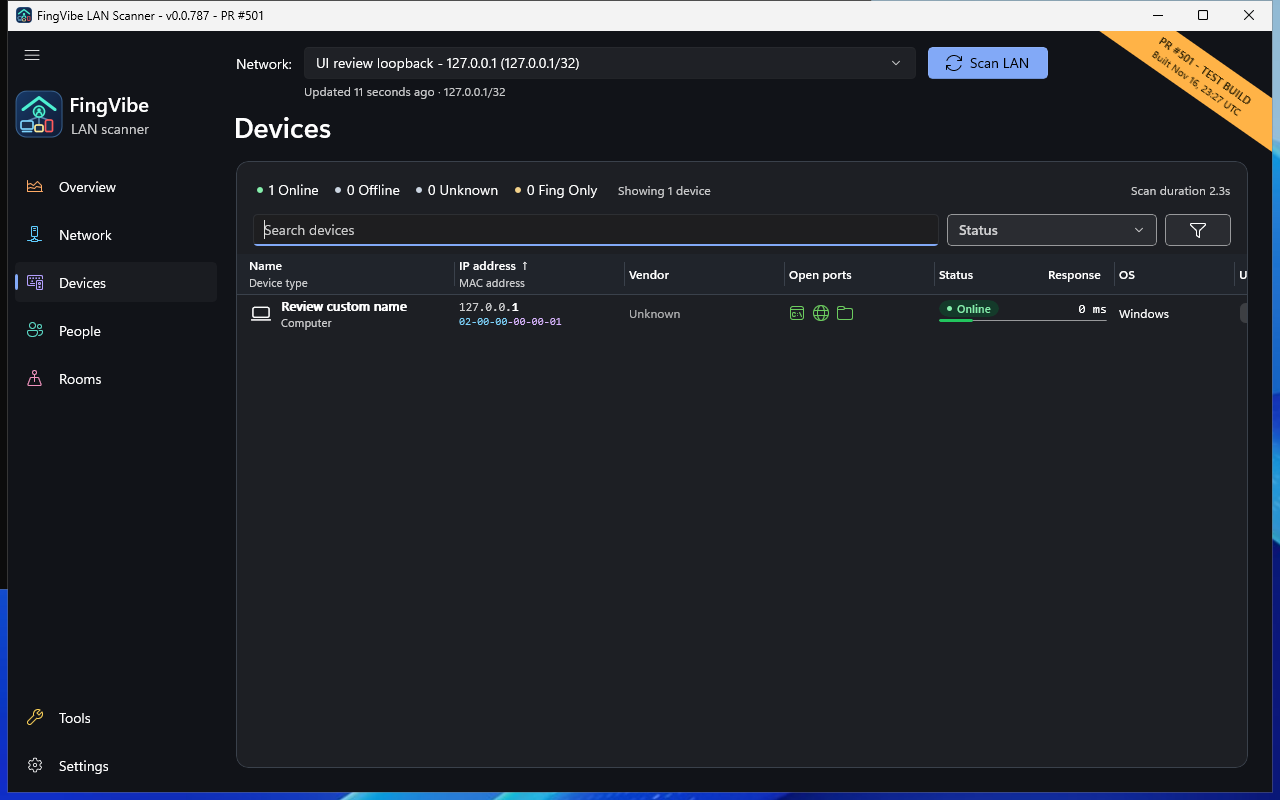 FingVibe LAN Scanner - v0.0.787 - PR #501
Network:
UI review loopback - 127.0.0.1 (127.0.0.1/32)
Scan LAN
Updated 11 seconds ago · 127.0.0.1/32
PR #501 - TEST BUILD
Built Nov 16, 23:27 UTC
FingVibe
LAN scanner
Devices
Overview
Network
Devices
People
Rooms
Tools
Settings
1 Online
0 Offline
0 Unknown
0 Fing Only
Showing 1 device
Scan duration 2.3s
Search devices
Status
Name
Device type
IP address ↑
MAC address
Vendor
Open ports
Status
Response
OS
U
Review custom name
Computer
127.0.0.1
02-00-00-00-00-01
Unknown
C:\
Online
0 ms
Windows